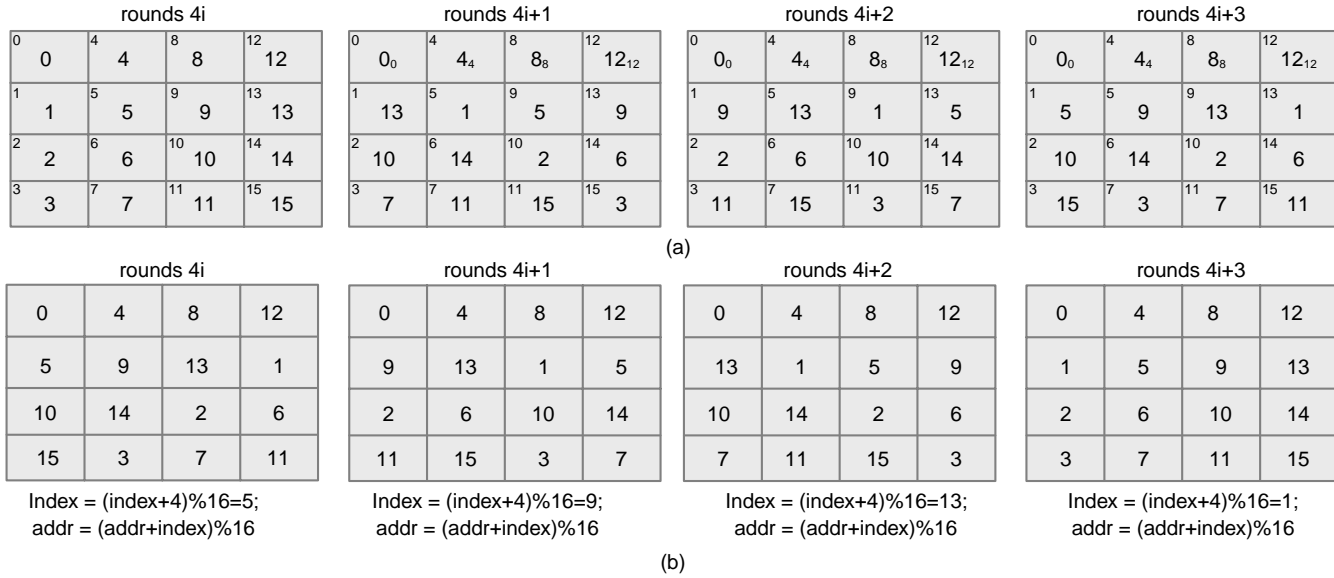 rounds 4i rounds 4i+1 rounds 4i+2 rounds 4i+3
0 0 4 4 8 8 12 12 0 0₀ 4 4₄ 8 8₈ 12 12₁₂ 0 0₀ 4 4₄ 8 8₈ 12 12₁₂ 0 0₀ 4 4₄ 8 8₈ 12 12₁₂
1 1 5 5 9 9 13 13 1 13 5 1 9 5 13 9 1 9 5 13 9 1 13 5 1 5 5 9 9 13 13 1
2 2 6 6 10 10 14 14 2 10 6 14 10 2 14 6 2 2 6 6 10 10 14 14 2 10 6 14 10 2 14 6
3 3 7 7 11 11 15 15 3 7 7 11 11 15 15 3 3 11 7 15 11 3 15 7 3 15 7 3 11 7 15 11
(a)
rounds 4i rounds 4i+1 rounds 4i+2 rounds 4i+3
0 4 8 12 0 4 8 12 0 4 8 12 0 4 8 12
5 9 13 1 9 13 1 5 13 1 5 9 1 5 9 13
10 14 2 6 2 6 10 14 10 14 2 6 2 6 10 14
15 3 7 11 11 15 3 7 7 11 15 3 3 7 11 15
Index = (index+4)%16=5; Index = (index+4)%16=9; Index = (index+4)%16=13; Index = (index+4)%16=1;
addr = (addr+index)%16 addr = (addr+index)%16 addr = (addr+index)%16 addr = (addr+index)%16
(b)